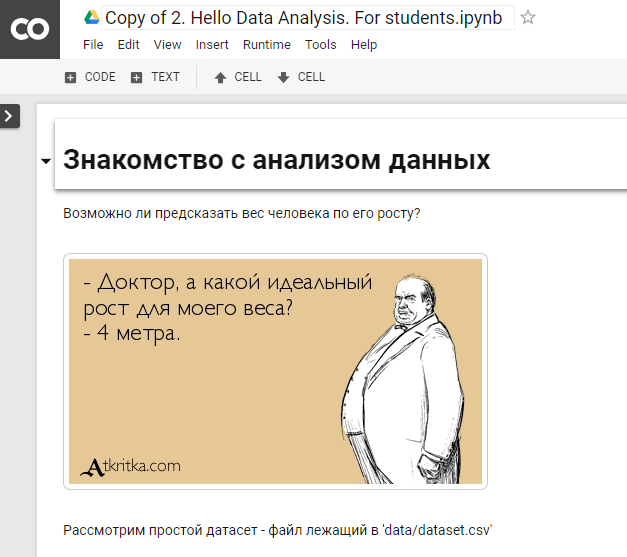 CO
Copy of 2. Hello Data Analysis. For students.ipynb
File Edit View Insert Runtime Tools Help
CODE TEXT CELL CELL
Знакомство с анализом данных
Возможно ли предсказать вес человека по его росту?
- Доктор, а какой идеальный
рост для моего веса?
- 4 метра.
Atkritka.com
Рассмотрим простой датасет - файл лежащий в 'data/dataset.csv'